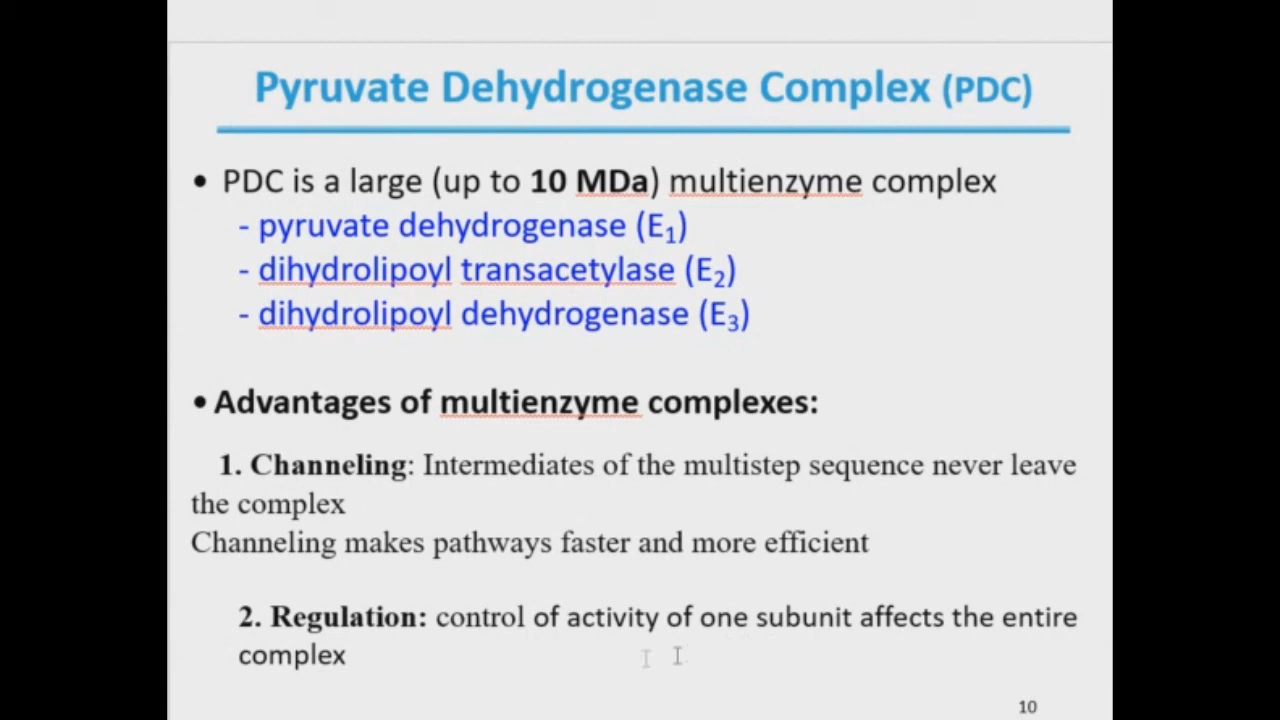 Pyruvate Dehydrogenase Complex (PDC)
• PDC is a large (up to 10 MDa) multienzyme complex
- pyruvate dehydrogenase (E₁)
- dihydrolipoyl transacetylase (E₂)
- dihydrolipoyl dehydrogenase (E₃)
• Advantages of multienzyme complexes:
1. Channeling: Intermediates of the multistep sequence never leave
the complex
Channeling makes pathways faster and more efficient
2. Regulation: control of activity of one subunit affects the entire
complex
10